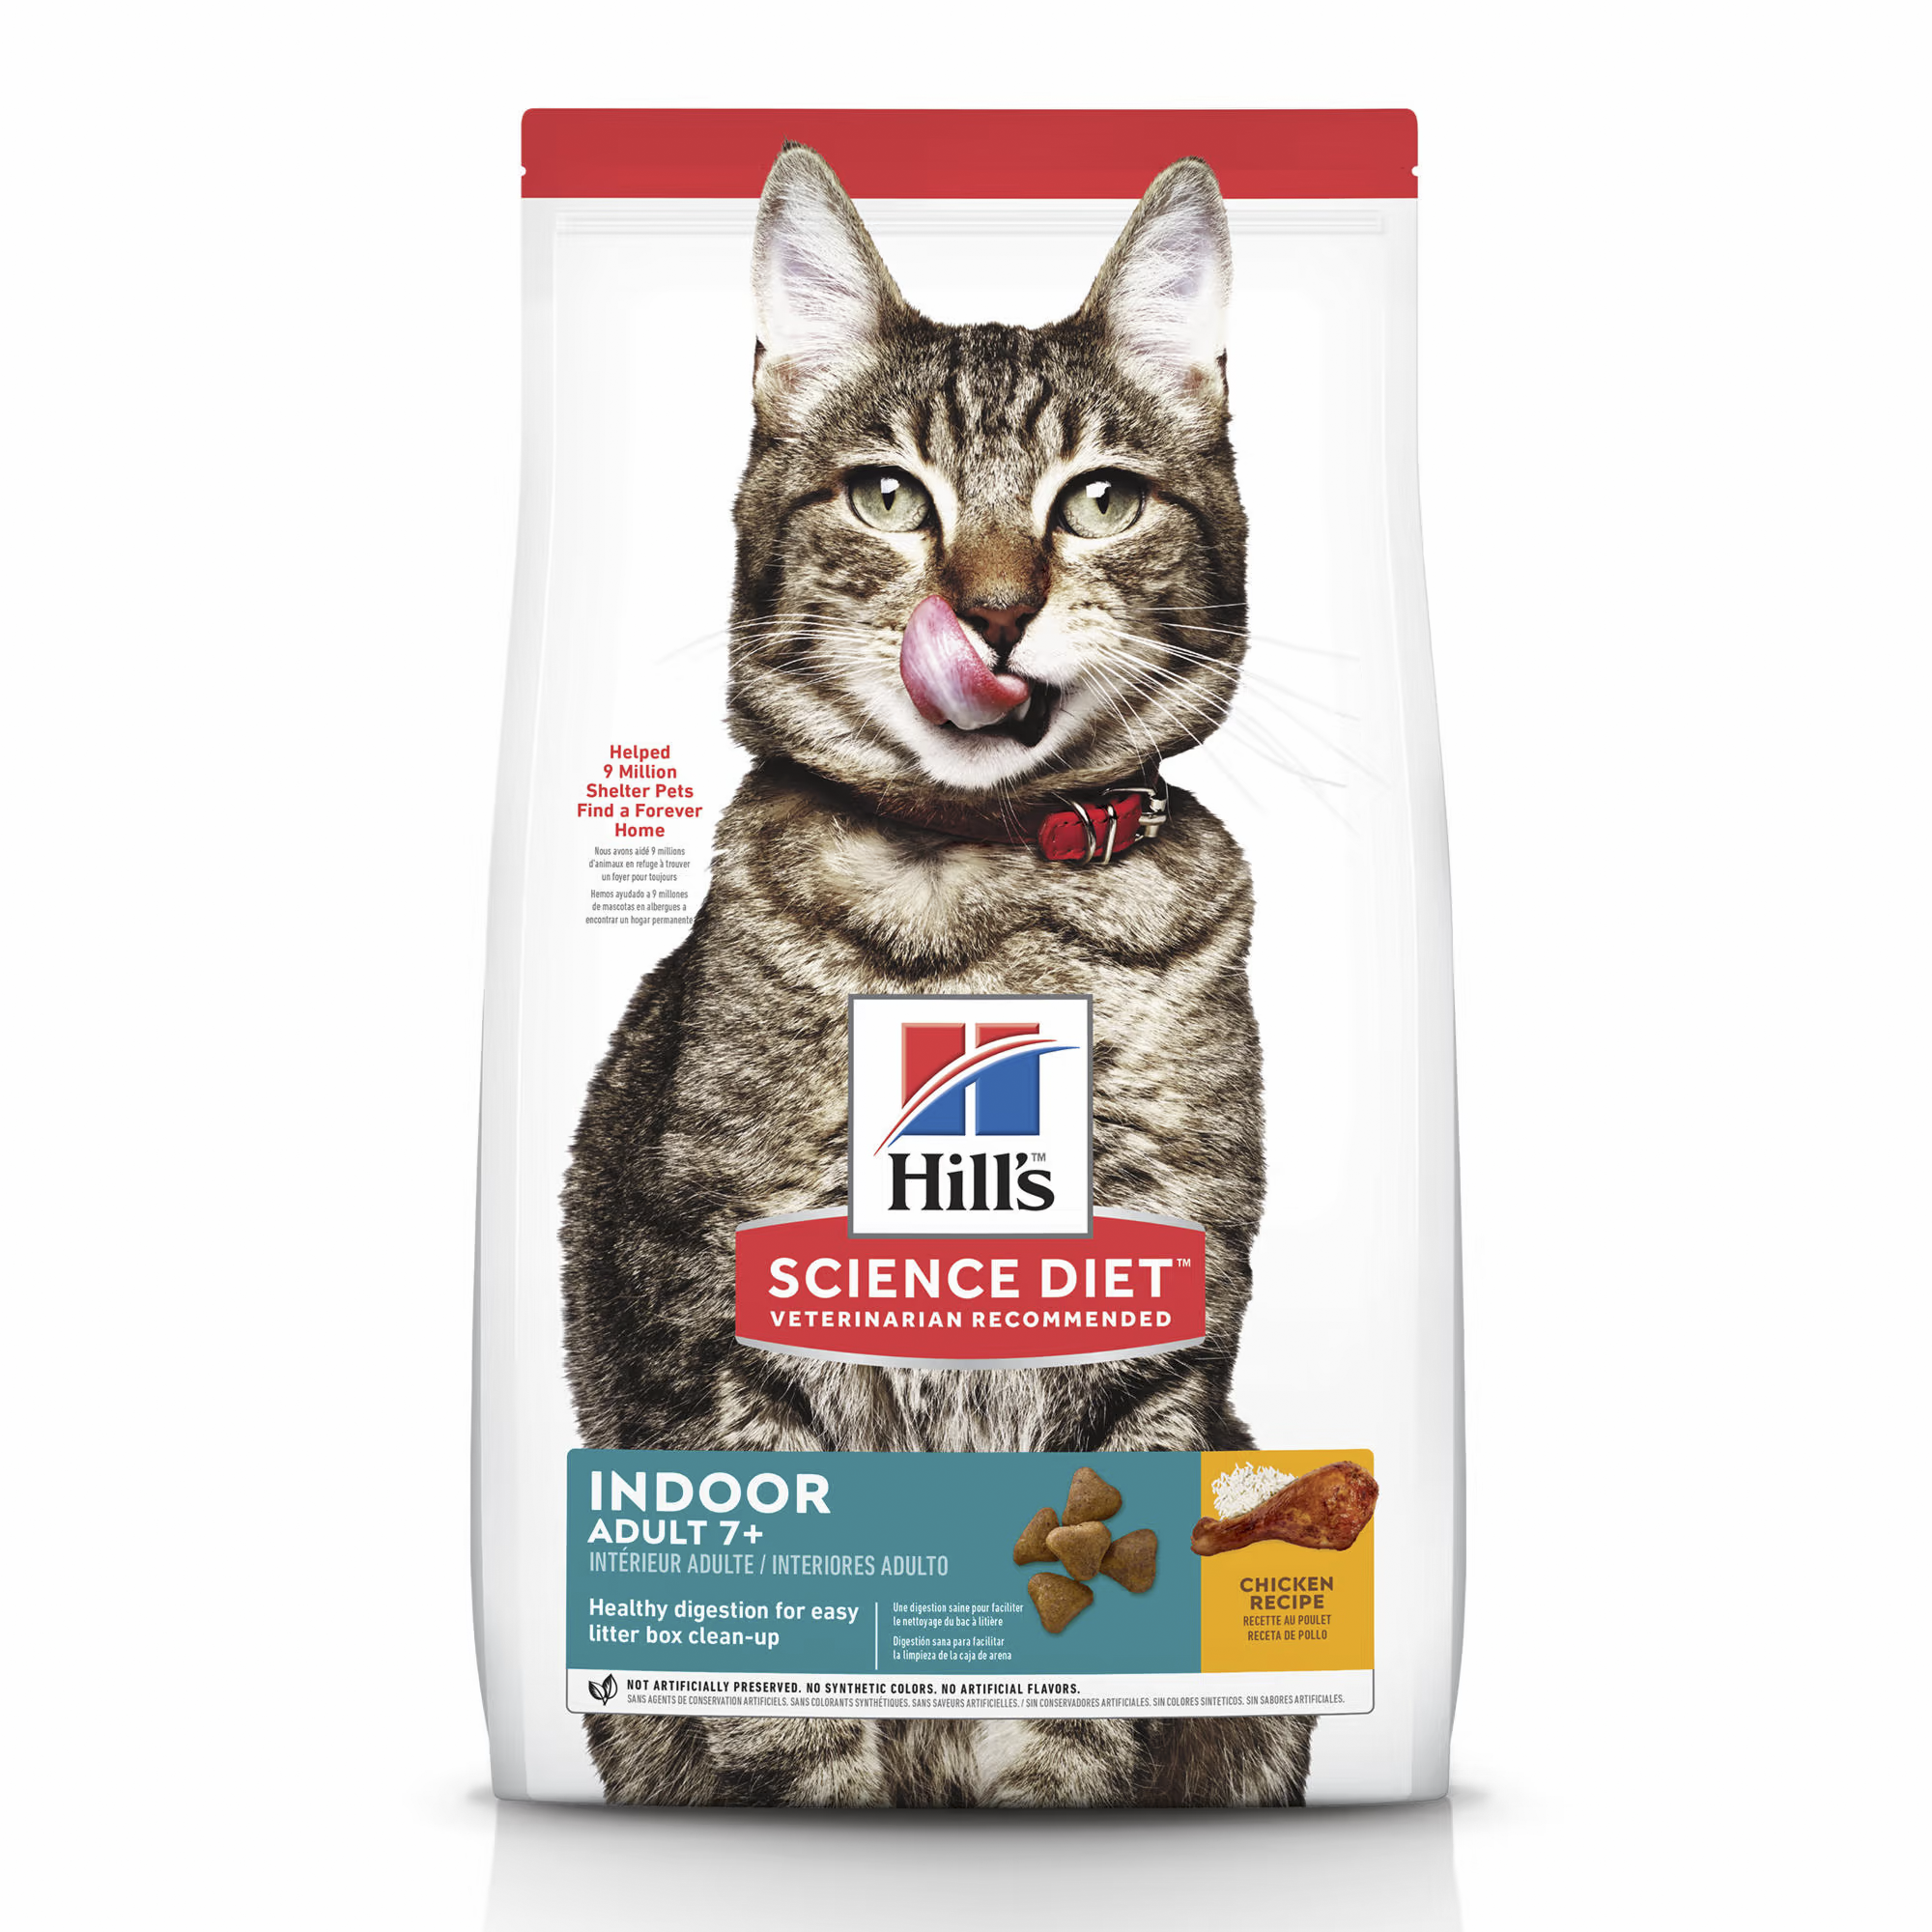 Helped
9 Million
Shelter Pets
Find a Forever
Home
Nous avons aidé 9 millions
d'animaux en refuge à trouver
un foyer pour toujours
Hemos ayudado a 9 millones
de mascotas en albergues a
encontrar un hogar permanente
Hill's™
SCIENCE DIET™
VETERINARIAN RECOMMENDED
INDOOR
ADULT 7+
INTÉRIEUR ADULTE / INTERIORES ADULTO
Healthy digestion for easy
litter box clean-up
Une digestion saine pour faciliter
le nettoyage du bac à litière
Digestión sana para facilitar
la limpieza de la caja de arena
CHICKEN
RECIPE
RECETTE AU POULET
RECETA DE POLLO
NOT ARTIFICIALLY PRESERVED. NO SYNTHETIC COLORS. NO ARTIFICIAL FLAVORS.
SANS AGENTS DE CONSERVATION ARTIFICIELS. SANS COLORANTS SYNTHÉTIQUES. SANS SAVEURS ARTIFICIELLES. / SIN CONSERVADORES ARTIFICIALES. SIN COLORES SINTETICOS. SIN SABORES ARTIFICIALES.